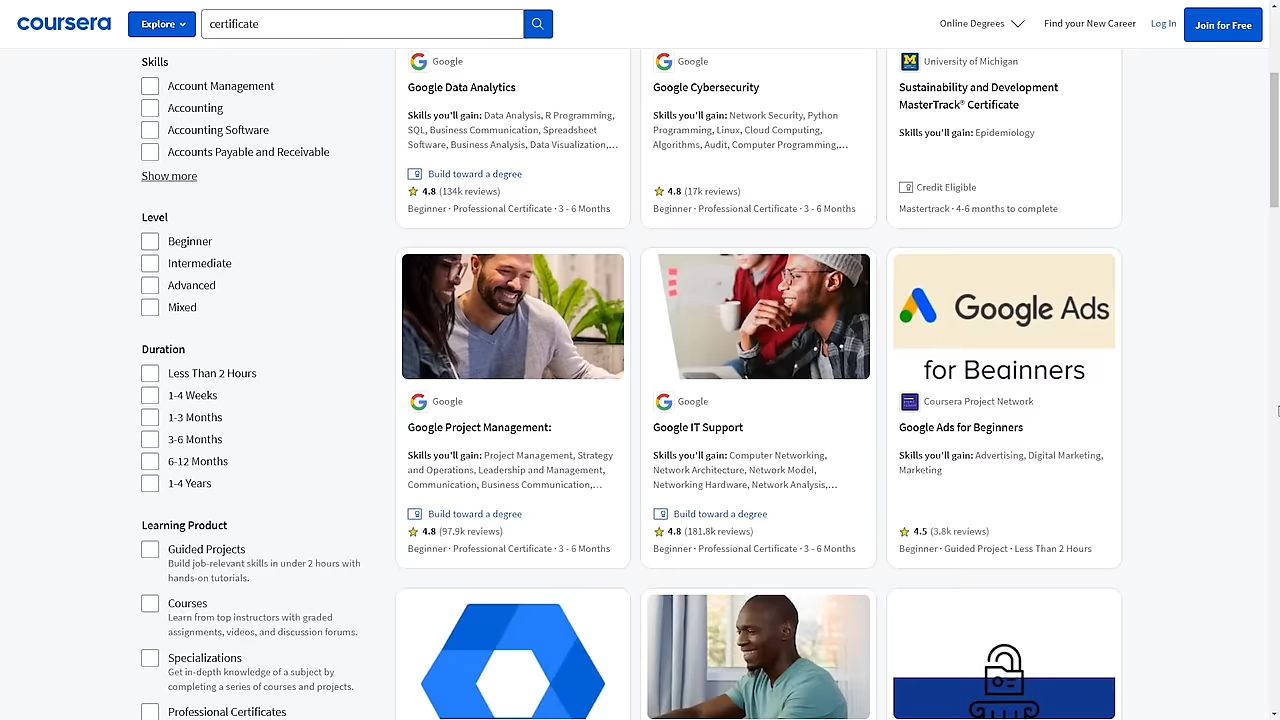 coursera
Explore
certificate
Online Degrees
Find your New Career
Log In
Join for Free
Skills
Account Management
Accounting
Accounting Software
Accounts Payable and Receivable
Show more
Level
Beginner
Intermediate
Advanced
Mixed
Duration
Less Than 2 Hours
1-4 Weeks
1-3 Months
3-6 Months
6-12 Months
1-4 Years
Learning Product
Guided Projects
Build job-relevant skills in under 2 hours with
hands-on tutorials.
Courses
Learn from top instructors with graded
assignments, videos, and discussion forums.
Specializations
Get in-depth knowledge of a subject by
completing a series of courses and projects.
Professional Certificates
Google
Google Data Analytics
Skills you'll gain: Data Analysis, R Programming,
SQL, Business Communication, Spreadsheet
Software, Business Analysis, Data Visualization,...
Build toward a degree
4.8 (134k reviews)
Beginner · Professional Certificate · 3 - 6 Months
Google
Google Cybersecurity
Skills you'll gain: Network Security, Python
Programming, Linux, Cloud Computing,
Algorithms, Audit, Computer Programming,...
4.8 (17k reviews)
Beginner · Professional Certificate · 3 - 6 Months
University of Michigan
Sustainability and Development
MasterTrack® Certificate
Skills you'll gain: Epidemiology
Credit Eligible
Mastertrack · 4-6 months to complete
Google
Google Project Management:
Skills you'll gain: Project Management, Strategy
and Operations, Leadership and Management,
Communication, Business Communication,...
Build toward a degree
4.8 (97.9k reviews)
Beginner · Professional Certificate · 3 - 6 Months
Google
Google IT Support
Skills you'll gain: Computer Networking,
Network Architecture, Network Model,
Networking Hardware, Network Analysis,...
Build toward a degree
4.8 (181.8k reviews)
Beginner · Professional Certificate · 3 - 6 Months
Google Ads
for Beginners
Coursera Project Network
Google Ads for Beginners
Skills you'll gain: Advertising, Digital Marketing,
Marketing
4.5 (3.8k reviews)
Beginner · Guided Project · Less Than 2 Hours